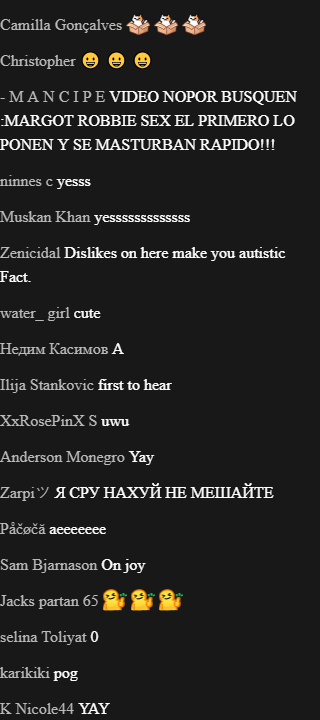 Camilla Gonçalves
Christopher 😀 😀 😀
- M A N C I P E VIDEO NOPOR BUSQUEN
:MARGOT ROBBIE SEX EL PRIMERO LO
PONEN Y SE MASTURBAN RAPIDO!!!
ninnes c yesss
Muskan Khan yesssssssssssss
Zenicidal Dislikes on here make you autistic
Fact.
water_ girl cute
Недим Касимов А
Ilija Stankovic first to hear
XxRosePinX S uwu
Anderson Monegro Yay
Zarpiツ Я СРУ НАХУЙ НЕ МЕШАЙТЕ
Påčøčă aeeeeeee
Sam Bjarnason On joy
Jacks partan 65
selina Toliyat 0
karikiki pog
K Nicole44 YAY